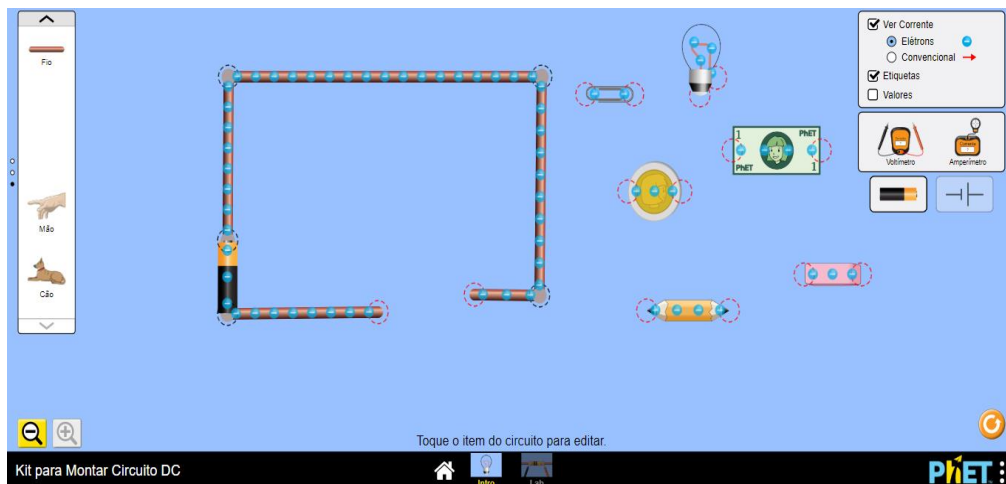 Fio
Mão
Cão
1
PhET
PhET
1
Ver Corrente
Elétrons
Convencional
Etiquetas
Valores
Voltímetro
Amperímetro
Toque o item do circuito para editar.
Kit para Montar Circuito DC
Intro
Lab
PhET